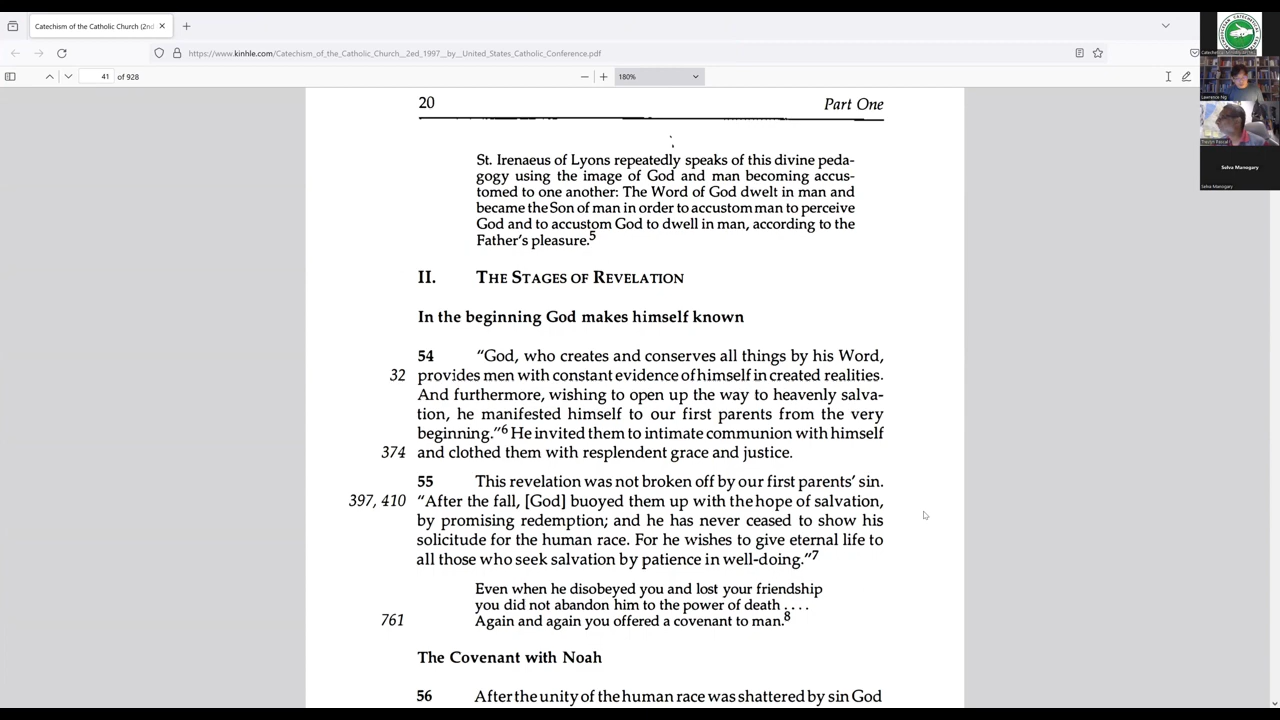 Catechism of the Catholic Church (2nd
https://www.kinhle.com/Catechism_of_the_Catholic_Church__2ed_1997__by__United_States_Catholic_Conference.pdf
41 of 928
180%
20 Part One
St. Irenaeus of Lyons repeatedly speaks of this divine peda-
gogy using the image of God and man becoming accus-
tomed to one another: The Word of God dwelt in man and
became the Son of man in order to accustom man to perceive
God and to accustom God to dwell in man, according to the
Father's pleasure.5
II. THE STAGES OF REVELATION
In the beginning God makes himself known
54 “God, who creates and conserves all things by his Word,
32 provides men with constant evidence of himself in created realities.
And furthermore, wishing to open up the way to heavenly salva-
tion, he manifested himself to our first parents from the very
beginning.”6 He invited them to intimate communion with himself
374 and clothed them with resplendent grace and justice.
55 This revelation was not broken off by our first parents' sin.
397, 410 “After the fall, [God] buoyed them up with the hope of salvation,
by promising redemption; and he has never ceased to show his
solicitude for the human race. For he wishes to give eternal life to
all those who seek salvation by patience in well-doing.”7
Even when he disobeyed you and lost your friendship
you did not abandon him to the power of death . . . .
761 Again and again you offered a covenant to man.8
The Covenant with Noah
56 After the unity of the human race was shattered by sin God
Lawrence Ng
Selva Manogary
Selva Manogary